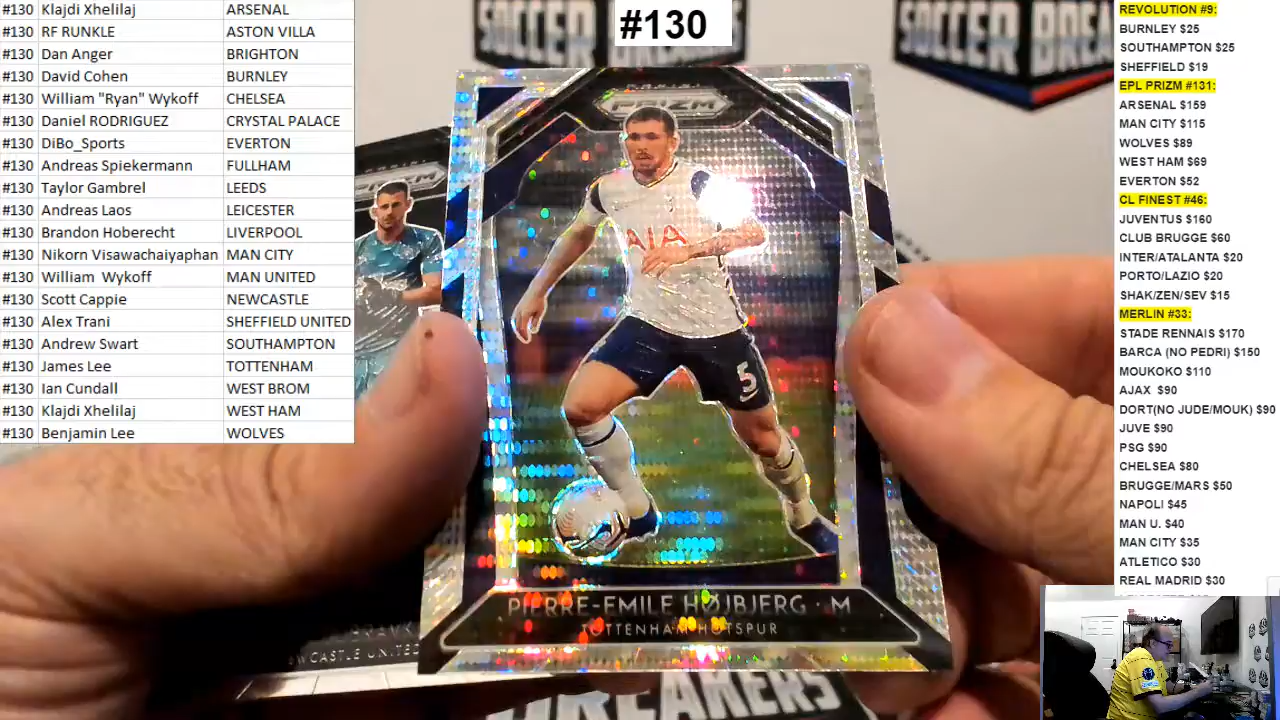 #130 Klajdi Xhelilaj ARSENAL
#130 RF RUNKLE ASTON VILLA
#130 Dan Anger BRIGHTON
#130 David Cohen BURNLEY
#130 William "Ryan" Wykoff CHELSEA
#130 Daniel RODRIGUEZ CRYSTAL PALACE
#130 DiBo_Sports EVERTON
#130 Andreas Spiekermann FULLHAM
#130 Taylor Gambrel LEEDS
#130 Andreas Laos LEICESTER
#130 Brandon Hoberecht LIVERPOOL
#130 Nikorn Visawachaiyaphan MAN CITY
#130 William Wykoff MAN UNITED
#130 Scott Cappie NEWCASTLE
#130 Alex Trani SHEFFIELD UNITED
#130 Andrew Swart SOUTHAMPTON
#130 James Lee TOTTENHAM
#130 Ian Cundall WEST BROM
#130 Klajdi Xhelilaj WEST HAM
#130 Benjamin Lee WOLVES
SOCCER
#130
SOCCER BREA
PRIZM
AIA
5
PIERRE-EMILE HØJBJERG · M
TOTTENHAM HOTSPUR
WCASTLE UNITED
BREAKERS
REVOLUTION #9:
BURNLEY $25
SOUTHAMPTON $25
SHEFFIELD $19
EPL PRIZM #131:
ARSENAL $159
MAN CITY $115
WOLVES $89
WEST HAM $69
EVERTON $52
CL FINEST #46:
JUVENTUS $160
CLUB BRUGGE $60
INTER/ATALANTA $20
PORTO/LAZIO $20
SHAK/ZEN/SEV $15
MERLIN #33:
STADE RENNAIS $170
BARCA (NO PEDRI) $150
MOUKOKO $110
AJAX $90
DORT(NO JUDE/MOUK) $90
JUVE $90
PSG $90
CHELSEA $80
BRUGGE/MARS $50
NAPOLI $45
MAN U. $40
MAN CITY $35
ATLETICO $30
REAL MADRID $30